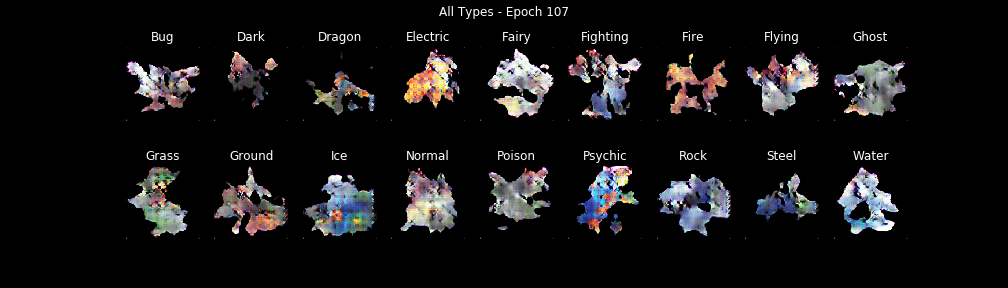 All Types - Epoch 107
Bug Dark Dragon Electric Fairy Fighting Fire Flying Ghost
Grass Ground Ice Normal Poison Psychic Rock Steel Water